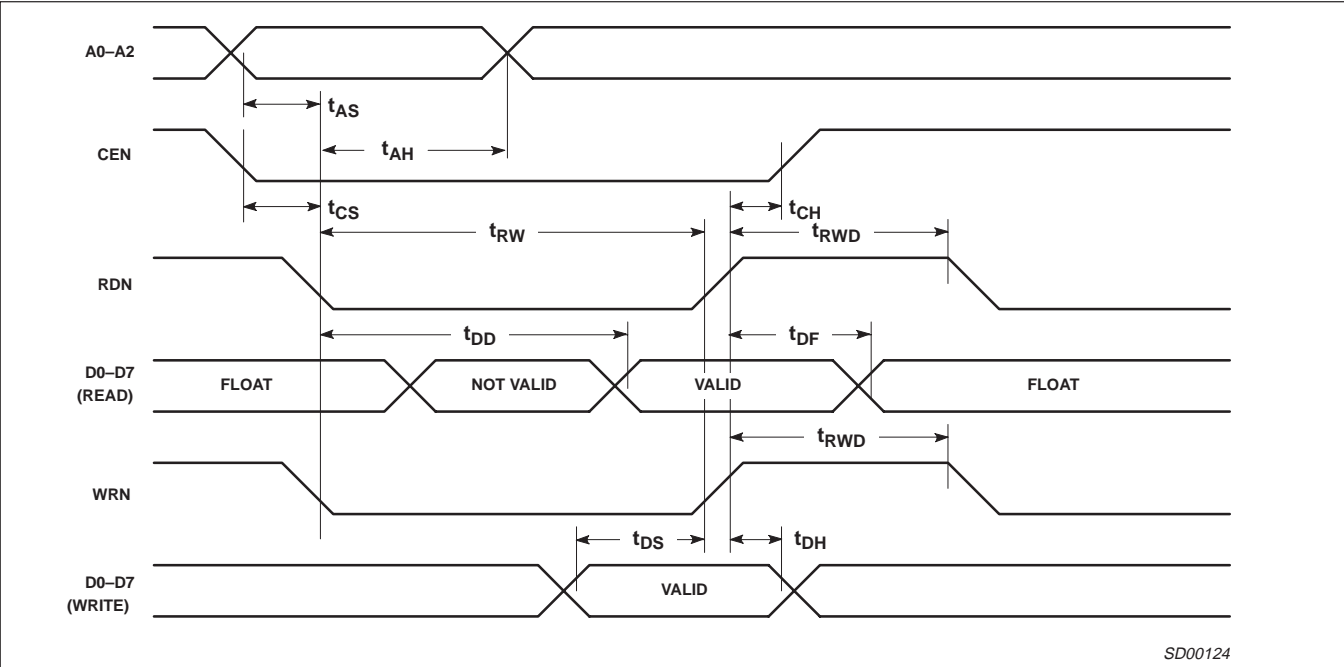 A0–A2
tAS
CEN
tAH
tCS
tCH
tRW
tRWD
RDN
tDD
tDF
D0–D7
(READ)
FLOAT
NOT VALID
VALID
FLOAT
tRWD
WRN
tDS
tDH
D0–D7
(WRITE)
VALID
SD00124